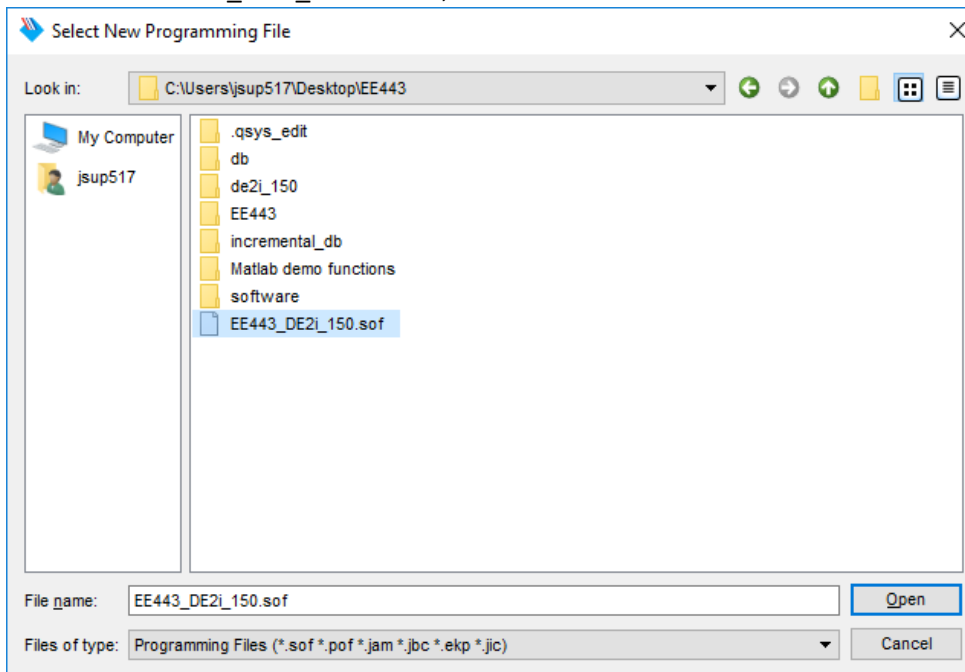 Select New Programming File
Look in: C:\Users\jsup517\Desktop\EE443
My Computer
jsup517
.qsys_edit
db
de2i_150
EE443
incremental_db
Matlab demo functions
software
EE443_DE2i_150.sof
File name: EE443_DE2i_150.sof Open
Files of type: Programming Files (*.sof *.pof *.jam *.jbc *.ekp *.jic) Cancel